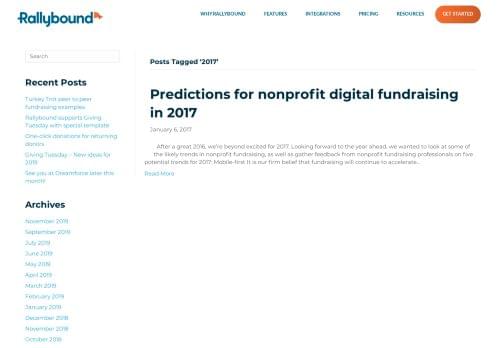 Rallybound
WHY RALLYBOUND
FEATURES
INTEGRATIONS
PRICING
RESOURCES
GET STARTED
Search
Recent Posts
Turkey Trot peer to peer
fundraising examples
Rallybound supports Giving
Tuesday with special template
One-click donations for returning
donors
Giving Tuesday – New ideas for
2019
See you at Dreamforce later this
month!
Archives
November 2019
September 2019
July 2019
June 2019
May 2019
April 2019
March 2019
February 2019
January 2019
December 2018
November 2018
October 2018
Posts Tagged ‘2017’
Predictions for nonprofit digital fundraising
in 2017
January 6, 2017
After a great 2016, we’re beyond excited for 2017. Looking forward to the year ahead, we wanted to look at some of
the likely trends in nonprofit fundraising, as well as gather feedback from nonprofit fundraising professionals on five
potential trends for 2017: Mobile-first It is our firm belief that fundraising will continue to accelerate...
Read More